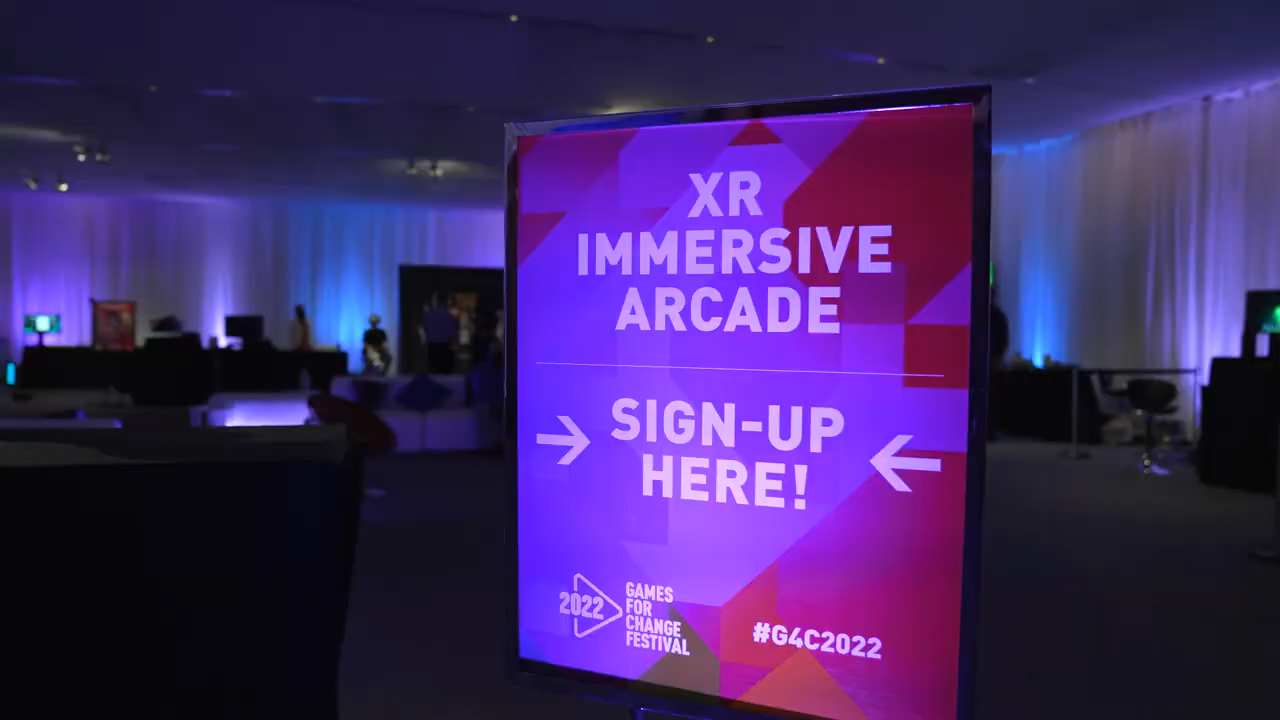 XR
IMMERSIVE
ARCADE
SIGN-UP
HERE!
2022
GAMES
FOR
CHANGE
FESTIVAL
#G4C2022